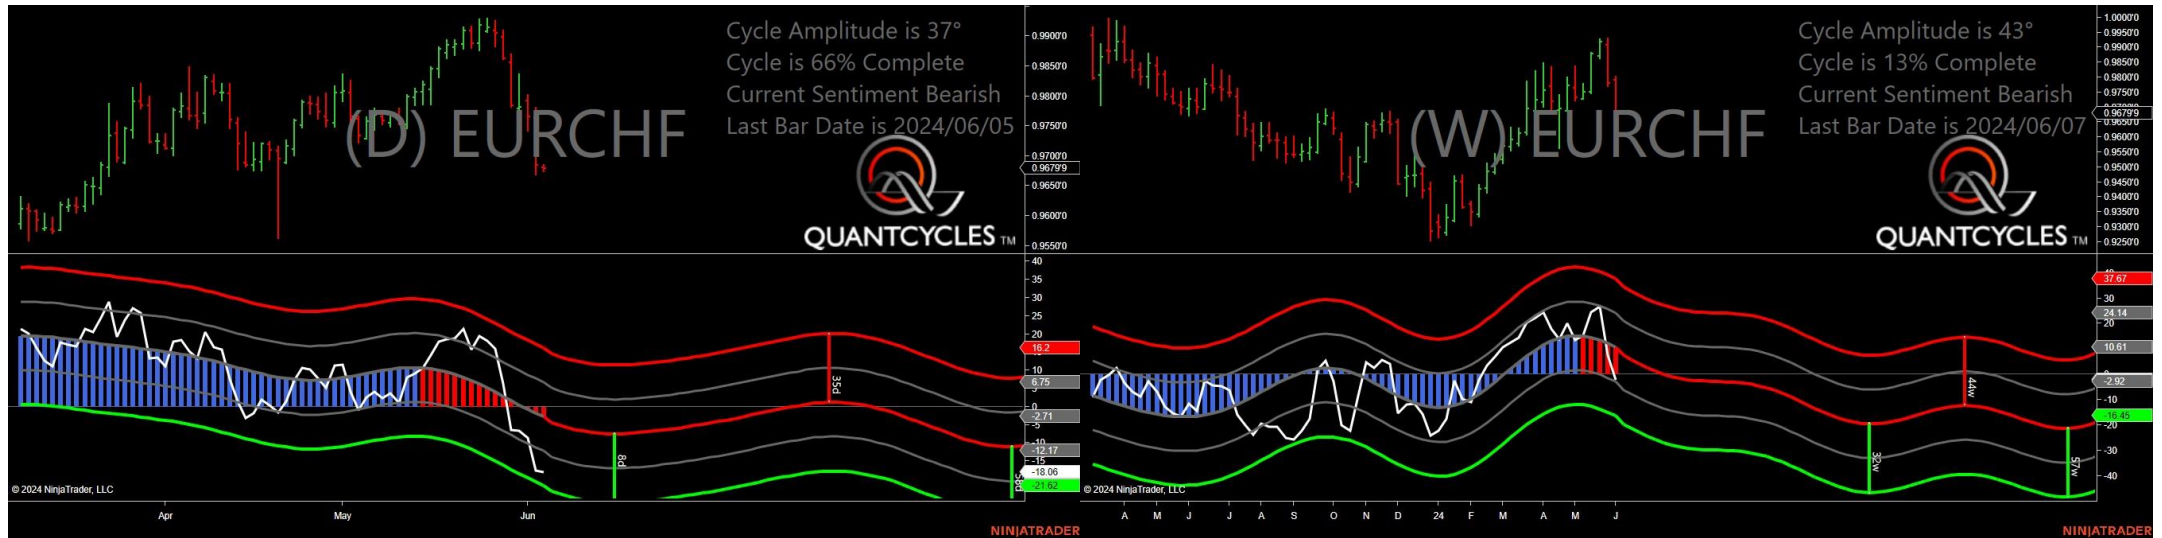 Cycle Amplitude is 37°
Cycle is 66% Complete
Current Sentiment Bearish
Last Bar Date is 2024/06/05
(D) EURCHF
QUANTCYCLES TM
0.9900'0
0.9850'0
0.9800'0
0.9750'0
0.9700'0
0.9679'9
0.9650'0
0.9600'0
0.9550'0
40
35
30
25
20
16.2
10
6.75
0
-2.71
-5
-10
-12.17
-15
-18.06
-21.62
8d
35d
58d
© 2024 NinjaTrader, LLC
Apr May Jun
NINJATRADER
Cycle Amplitude is 43°
Cycle is 13% Complete
Current Sentiment Bearish
Last Bar Date is 2024/06/07
(W) EURCHF
QUANTCYCLES TM
1.0000'0
0.9950'0
0.9900'0
0.9850'0
0.9800'0
0.9750'0
0.9679'9
0.9650'0
0.9600'0
0.9550'0
0.9500'0
0.9450'0
0.9400'0
0.9350'0
0.9300'0
0.9250'0
37.67
30
24.14
20
10.61
-2.92
-10
-16.45
-20
-30
-40
32w
44w
57w
© 2024 NinjaTrader, LLC
A M J J A S O N D 24 F M A M J
NINJATRADER